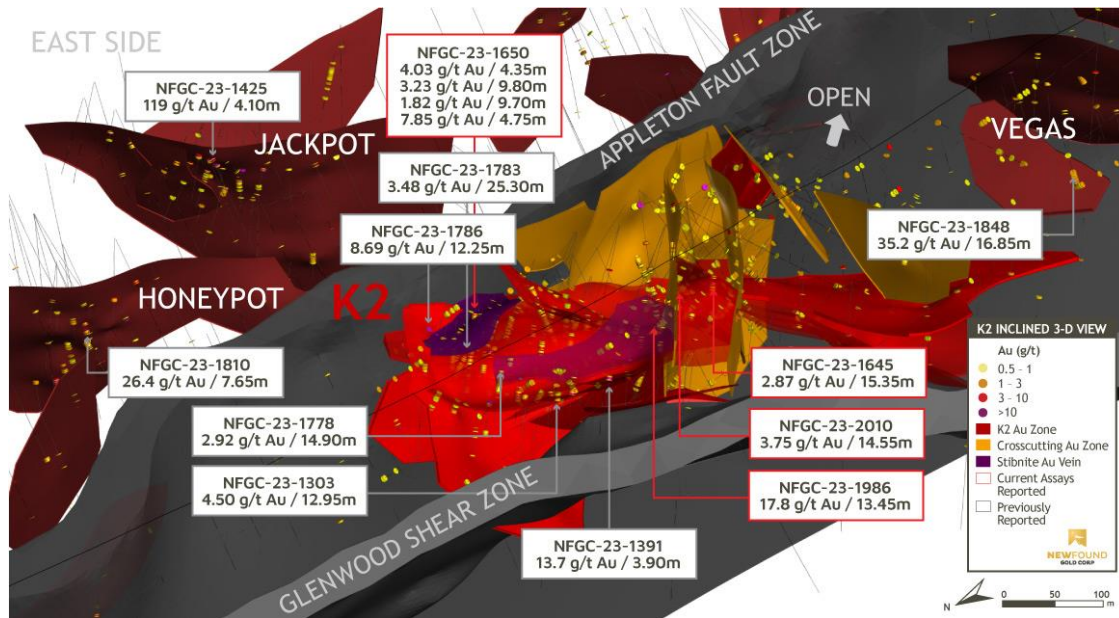 EAST SIDE
NFGC-23-1425
119 g/t Au / 4.10m
JACKPOT
NFGC-23-1650
4.03 g/t Au / 4.35m
3.23 g/t Au / 9.80m
1.82 g/t Au / 9.70m
7.85 g/t Au / 4.75m
NFGC-23-1783
3.48 g/t Au / 25.30m
NFGC-23-1786
8.69 g/t Au / 12.25m
APPLETON FAULT ZONE
OPEN
VEGAS
NFGC-23-1848
35.2 g/t Au / 16.85m
HONEYPOT
K2
NFGC-23-1810
26.4 g/t Au / 7.65m
NFGC-23-1778
2.92 g/t Au / 14.90m
NFGC-23-1303
4.50 g/t Au / 12.95m
GLENWOOD SHEAR ZONE
NFGC-23-1391
13.7 g/t Au / 3.90m
NFGC-23-1645
2.87 g/t Au / 15.35m
NFGC-23-2010
3.75 g/t Au / 14.55m
NFGC-23-1986
17.8 g/t Au / 13.45m
K2 INCLINED 3-D VIEW
Au (g/t)
0.5 - 1
1 - 3
3 - 10
>10
K2 Au Zone
Crosscutting Au Zone
Stibnite Au Vein
Current Assays
Reported
Previously
Reported
NEWFOUND
GOLD CORP
N
0 50 100
m